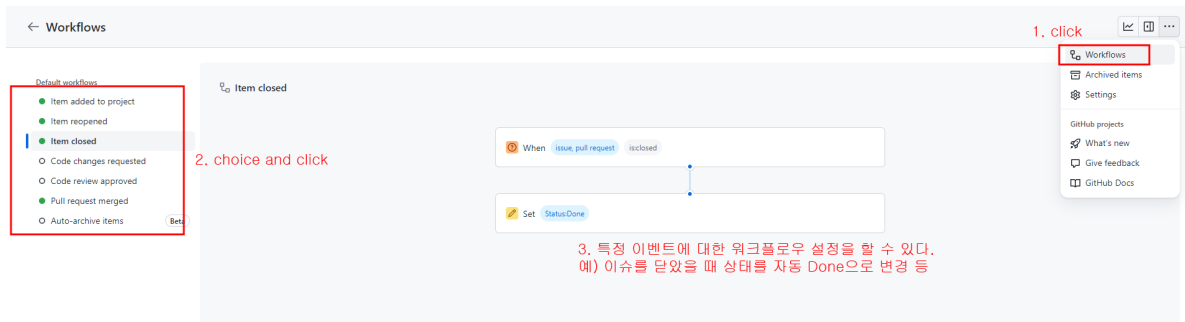 ← Workflows
1. click
Workflows
Archived items
Settings
GitHub projects
What's new
Give feedback
GitHub Docs
Default workflows
Item added to project
Item reopened
Item closed
Code changes requested
Code review approved
Pull request merged
Auto-archive items Beta
2. choice and click
Item closed
When issue, pull request is:closed
Set Status:Done
3. 특정 이벤트에 대한 워크플로우 설정을 할 수 있다.
예) 이슈를 닫았을 때 상태를 자동 Done으로 변경 등